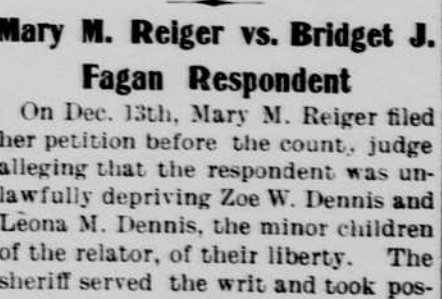 Mary M. Reiger vs. Bridget J.
Fagan Respondent
On Dec. 13th, Mary M. Reiger filed
her petition before the count, judge
alleging that the respondent was un-
lawfully depriving Zoe W. Dennis and
Leona M. Dennis, the minor children
of the relator, of their liberty. The
sheriff served the writ and took pos-